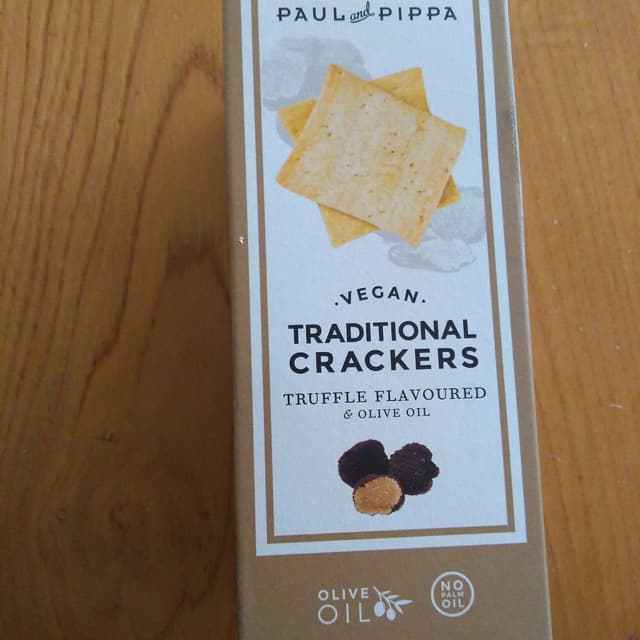 PAUL and PIPPA
.VEGAN.
TRADITIONAL
CRACKERS
TRUFFLE FLAVOURED
& OLIVE OIL
OLIVE
OIL
NO
PALM
OIL